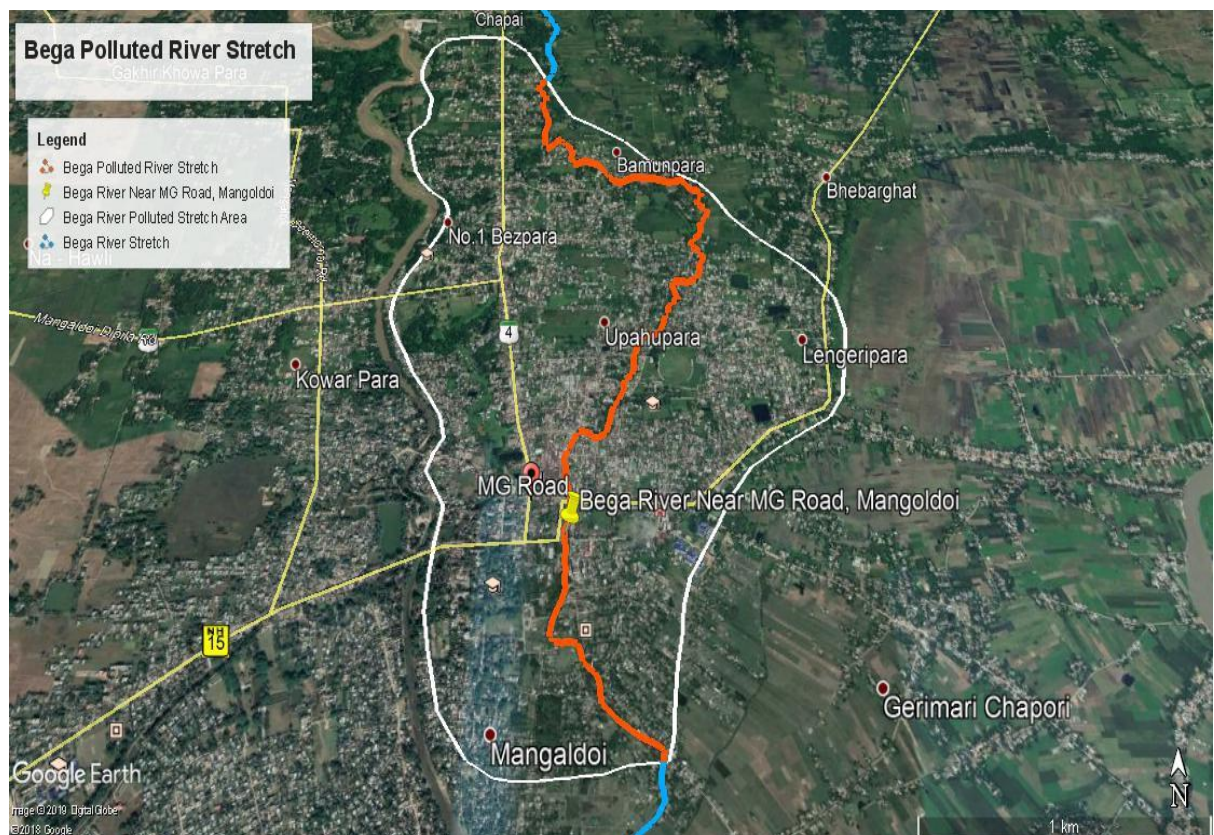 Bega Polluted River Stretch
Gakhir Khowa Para
Legend
Bega Polluted River Stretch
Bega River Near MG Road, Mangoldoi
Bega River Polluted Stretch Area
Bega River Stretch
Na - Hawli
Chapai
Bamunpara
Bhebarghat
No.1 Bezpara
4
Upahupara
Lengeripara
Kowar Para
MG Road
Bega River Near MG Road, Mangoldoi
NH
15
Gerimari Chapori
Mangaldoi
Google Earth
Image © 2019 DigitalGlobe
©2018 Google
N
1 km